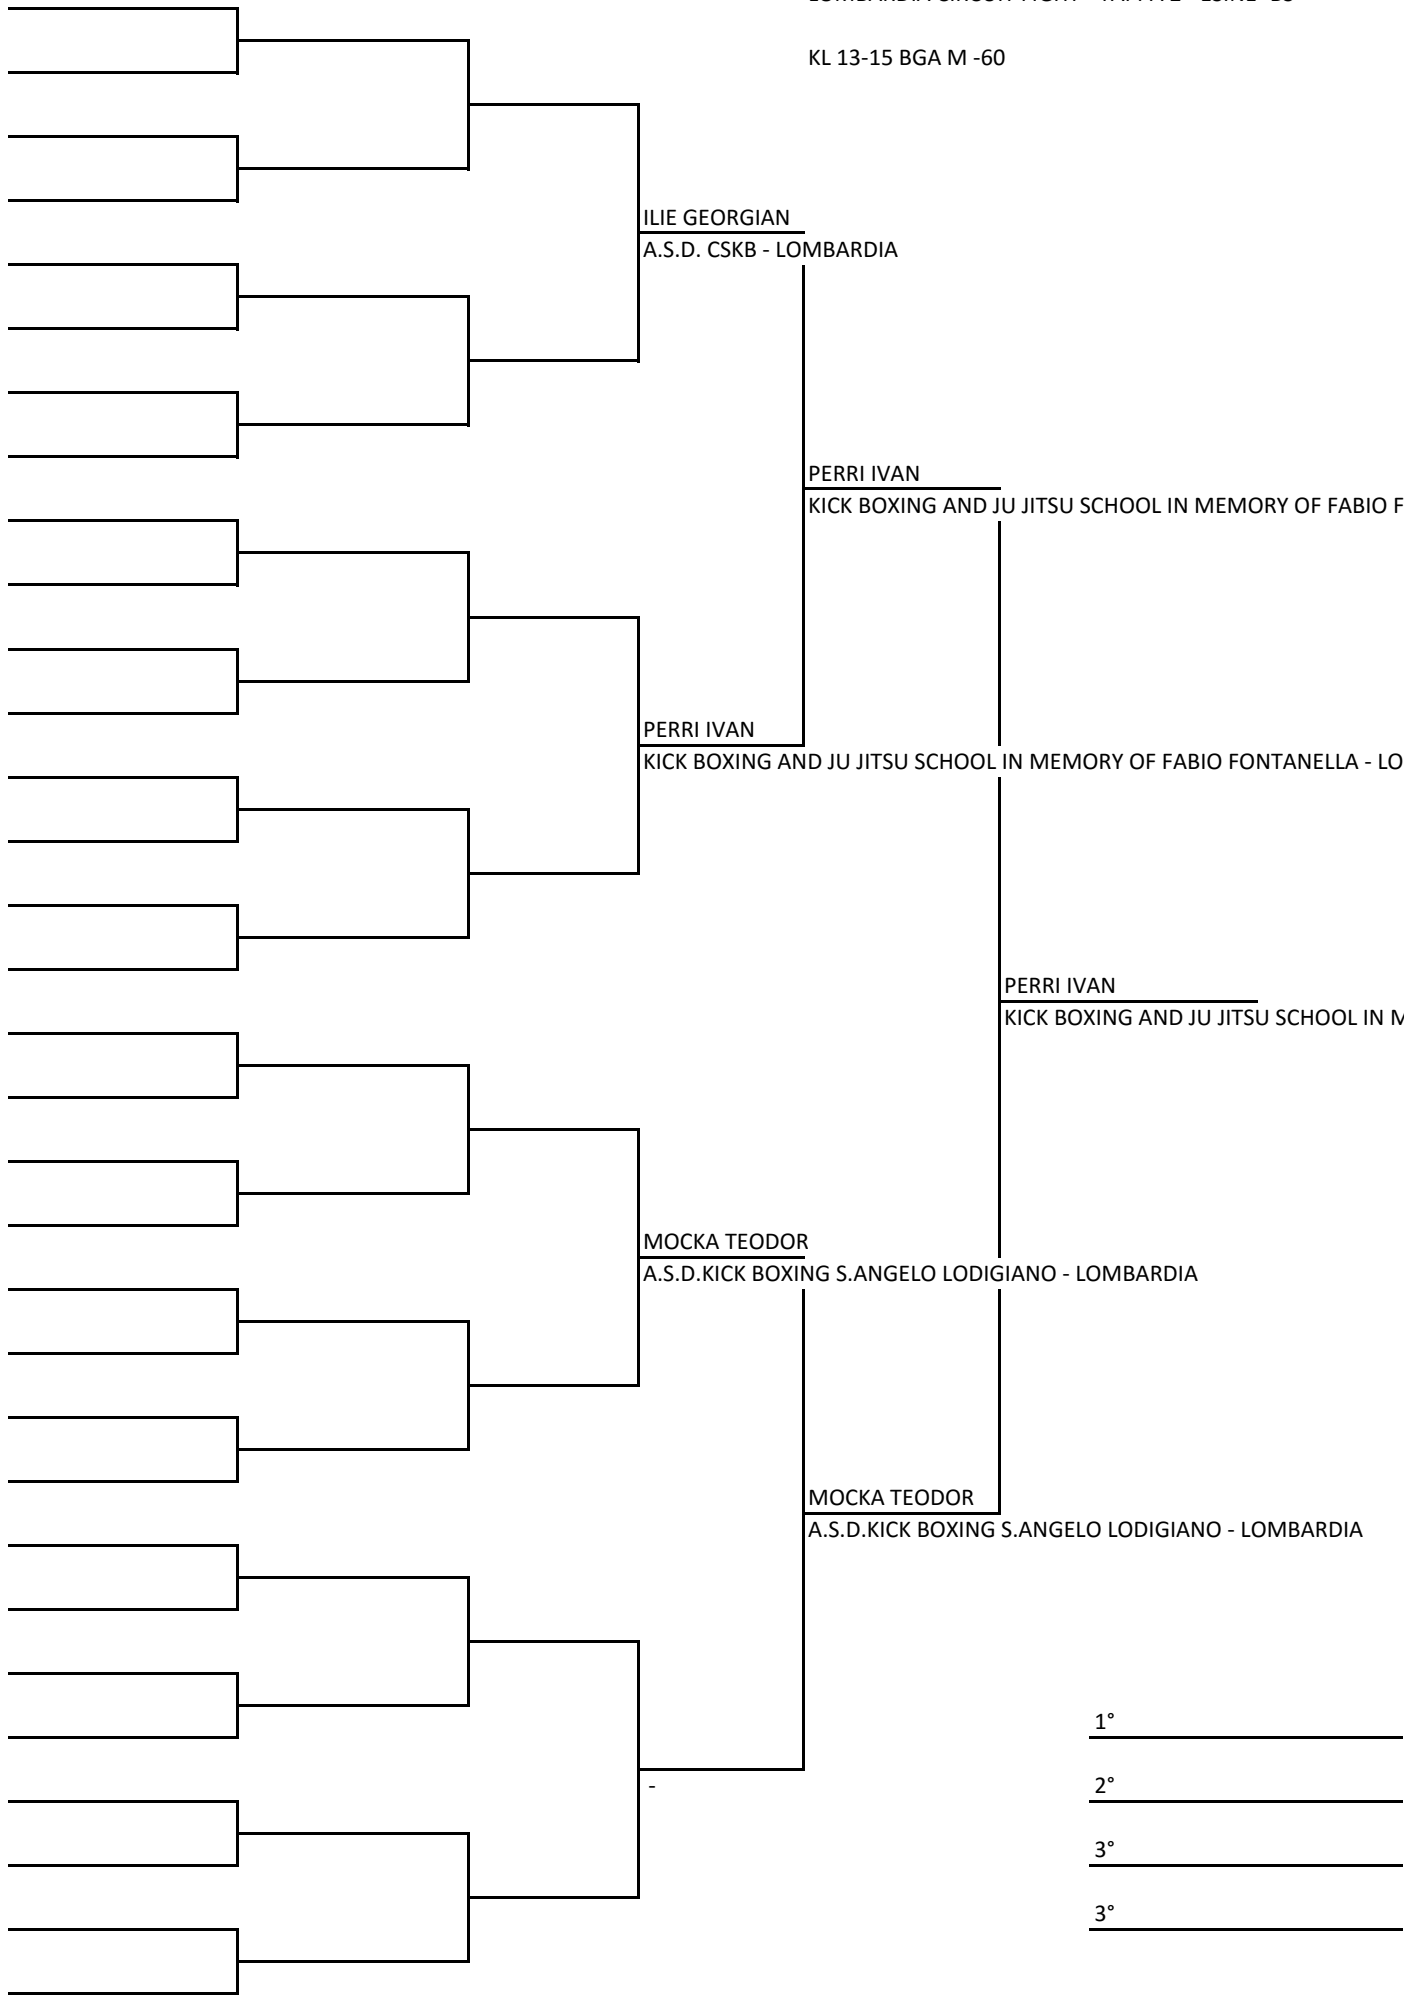 KL 13-15 BGA M -60
ILIE GEORGIAN
A.S.D. CSKB - LOMBARDIA
PERRI IVAN
KICK BOXING AND JU JITSU SCHOOL IN MEMORY OF FABIO F
PERRI IVAN
KICK BOXING AND JU JITSU SCHOOL IN MEMORY OF FABIO FONTANELLA - LO
PERRI IVAN
KICK BOXING AND JU JITSU SCHOOL IN
MOCKA TEODOR
A.S.D.KICK BOXING S.ANGELO LODIGIANO - LOMBARDIA
MOCKA TEODOR
A.S.D.KICK BOXING S.ANGELO LODIGIANO - LOMBARDIA
1°
2°
-
3°
3°